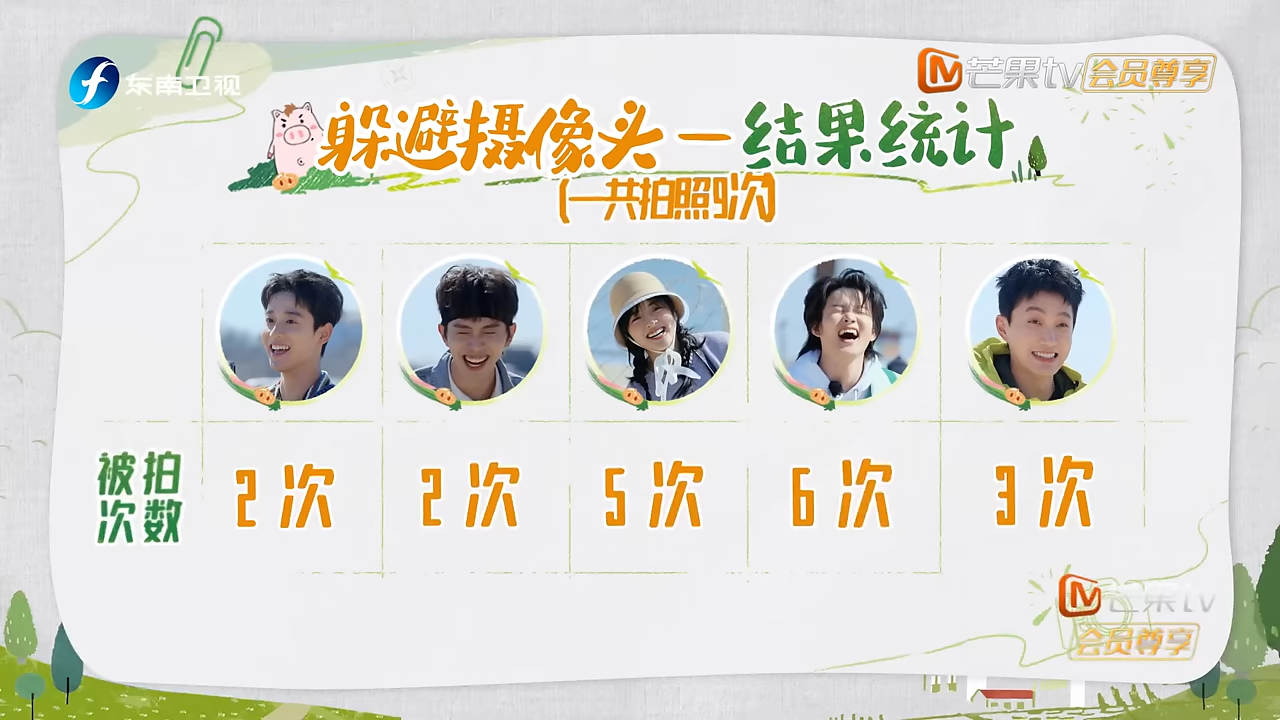 东南卫视
芒果tv会员尊享
躲避摄像头—结果统计
(一共拍照9次)
被拍次数
2次 2次 5次 6次 3次
芒果tv
会员尊享